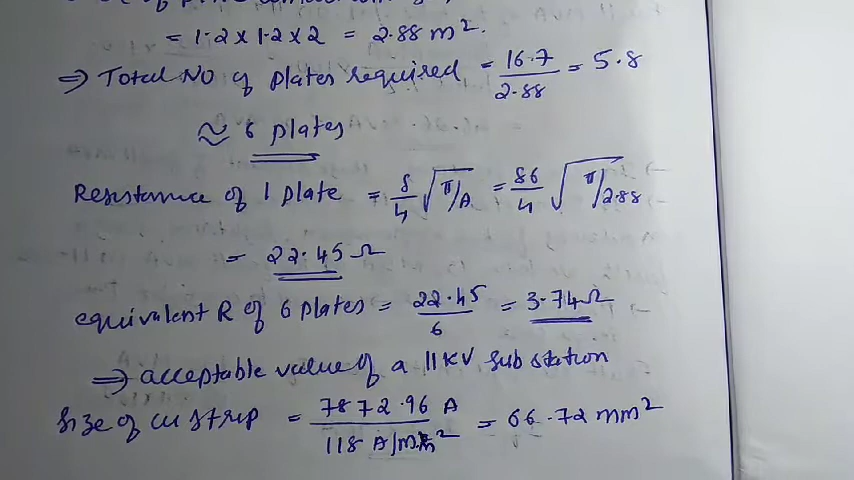 = 1.2 x 1.2 x 2 = 2.88 m².
⇒ Total No of plates required = 16.7/2.88 = 5.8
≈ 6 plates
Resistance of 1 plate = 8/4 √π/A = 86/4 √π/2.88
= 22.45 Ω
equivalent R of 6 plates = 22.45/6 = 3.74 Ω
⇒ acceptable value of a 11 KV sub station
Size of cu strip = 7872.96 A / 118 A/mm² = 66.72 mm²